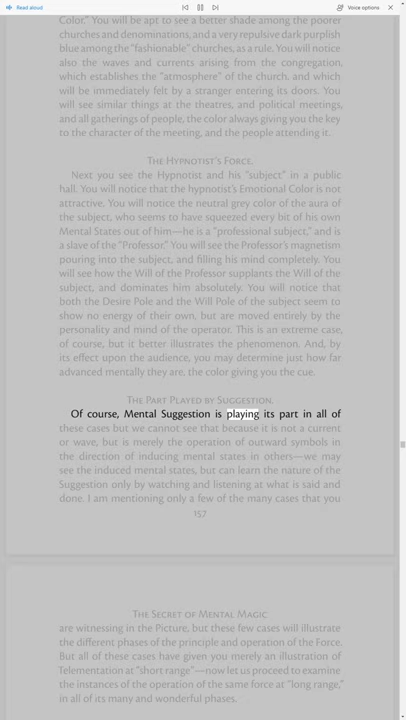 Read aloud
Voice options
Color." You will be apt to see a better shade among the poorer
churches and denominations, and a very repulsive dark purplish
blue among the "fashionable" churches, as a rule. You will notice
also the waves and currents arising from the congregation,
which establishes the "atmosphere" of the church, and which
will be immediately felt by a stranger entering its doors. You
will see similar things at the theatres, and political meetings,
and all gatherings of people, the color always giving you the key
to the character of the meeting, and the people attending it.
The Hypnotist's Force.
Next you see the Hypnotist and his "subject" in a public
hall. You will notice that the hypnotist's Emotional Color is not
attractive. You will notice the neutral grey color of the aura of
the subject, who seems to have squeezed every bit of his own
Mental States out of him—he is a "professional subject," and is
a slave of the "Professor." You will see the Professor's magnetism
pouring into the subject, and filling his mind completely. You
will see how the Will of the Professor supplants the Will of the
subject, and dominates him absolutely. You will notice that
both the Desire Pole and the Will Pole of the subject seem to
show no energy of their own, but are moved entirely by the
personality and mind of the operator. This is an extreme case,
of course, but it better illustrates the phenomenon. And, by
its effect upon the audience, you may determine just how far
advanced mentally they are, the color giving you the cue.
The Part Played by Suggestion.
Of course, Mental Suggestion is playing its part in all of
these cases but we cannot see that because it is not a current
or wave, but is merely the operation of outward symbols in
the direction of inducing mental states in others—we may
see the induced mental states, but can learn the nature of the
Suggestion only by watching and listening at what is said and
done. I am mentioning only a few of the many cases that you
157
The Secret of Mental Magic
are witnessing in the Picture, but these few cases will illustrate
the different phases of the principle and operation of the Force.
But all of these cases have given you merely an illustration of
Telementation at "short range"—now let us proceed to examine
the instances of the operation of the same force at "long range,"
in all of its many and wonderful phases.